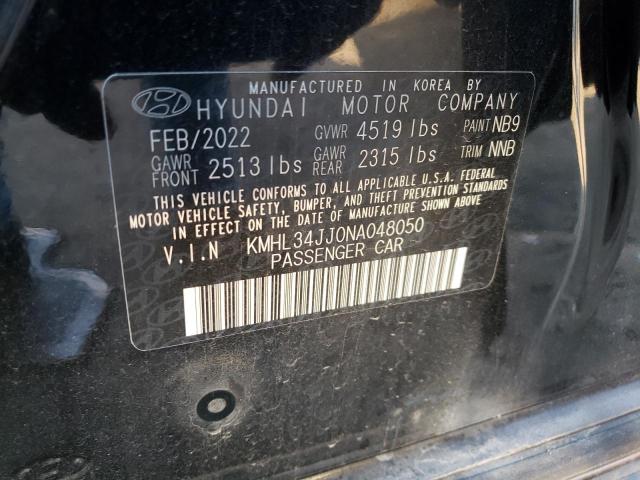 MANUFACTURED IN KOREA BY
HYUNDAI MOTOR COMPANY
FEB/2022 GVWR 4519 lbs PAINT NB9
GAWR FRONT 2513 lbs GAWR REAR 2315 lbs TRIM NNB
THIS VEHICLE CONFORMS TO ALL APPLICABLE U.S.A. FEDERAL
MOTOR VEHICLE SAFETY, BUMPER, AND THEFT PREVENTION STANDARDS
IN EFFECT ON THE DATE OF MANUFACTURE SHOWN ABOVE
V.I.N KMHL34JJ0NA048050
PASSENGER CAR